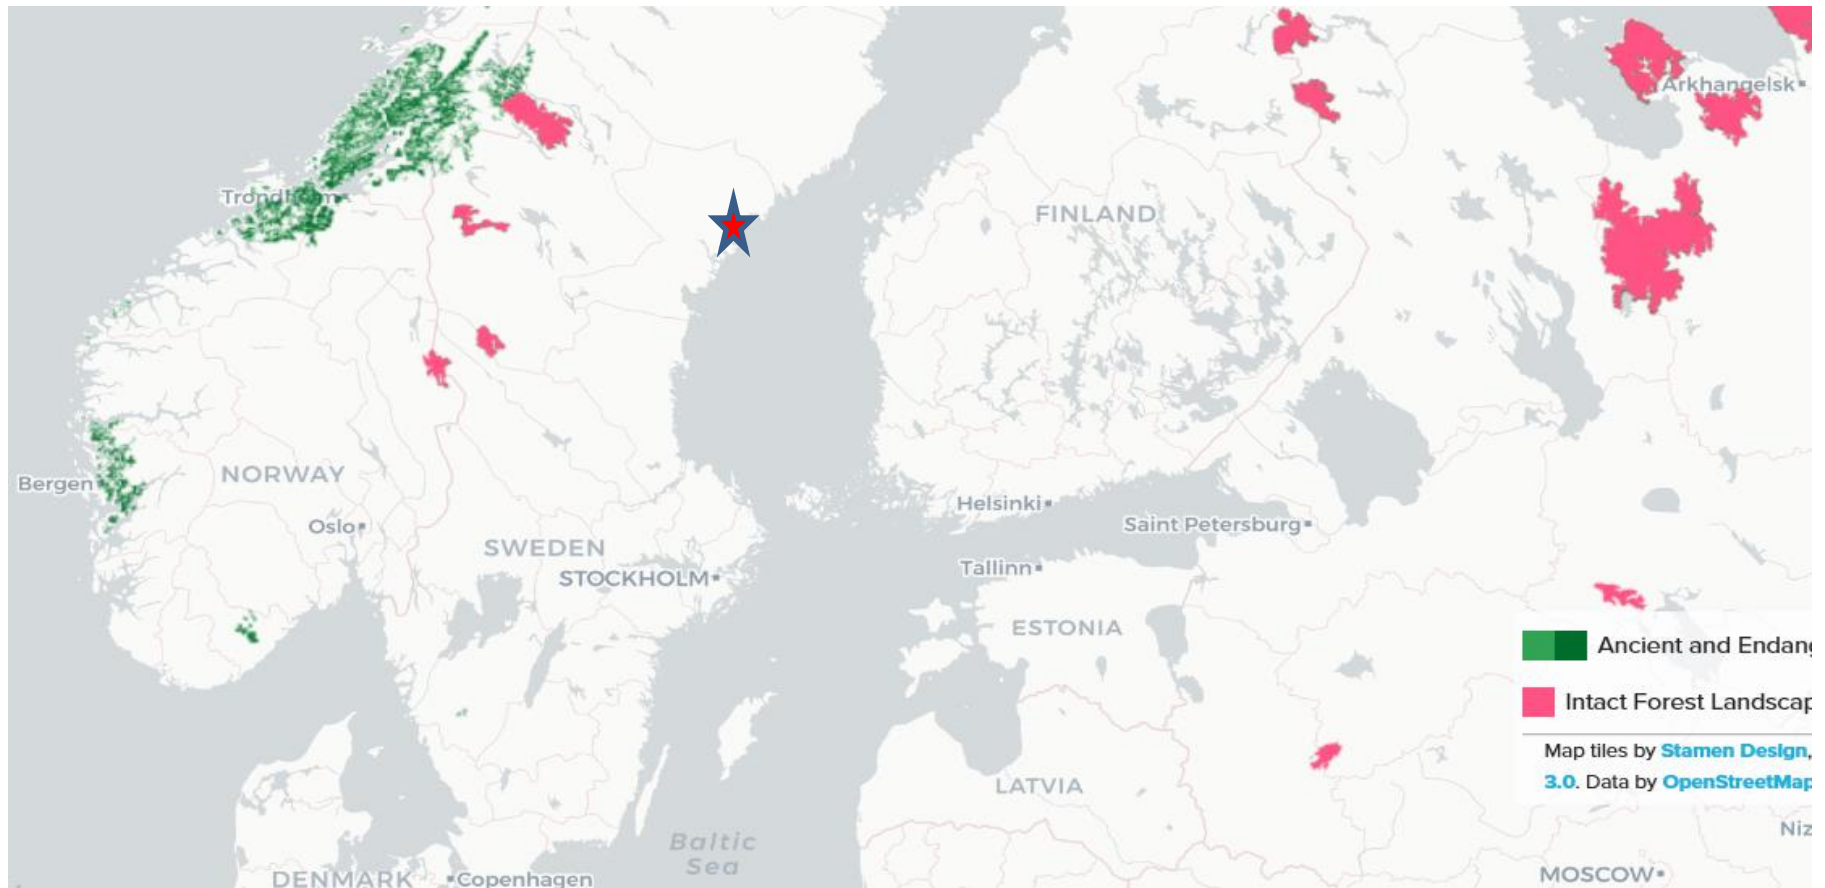 Arkhangelsk
Trondheim
FINLAND
NORWAY
Bergen
Oslo
Helsinki
Saint Petersburg
SWEDEN
STOCKHOLM
Tallinn
ESTONIA
Ancient and Endang
Intact Forest Landscap
Map tiles by Stamen Design,
3.0. Data by OpenStreetMap
LATVIA
Niz
Baltic
Sea
DENMARK
Copenhagen
MOSCOW